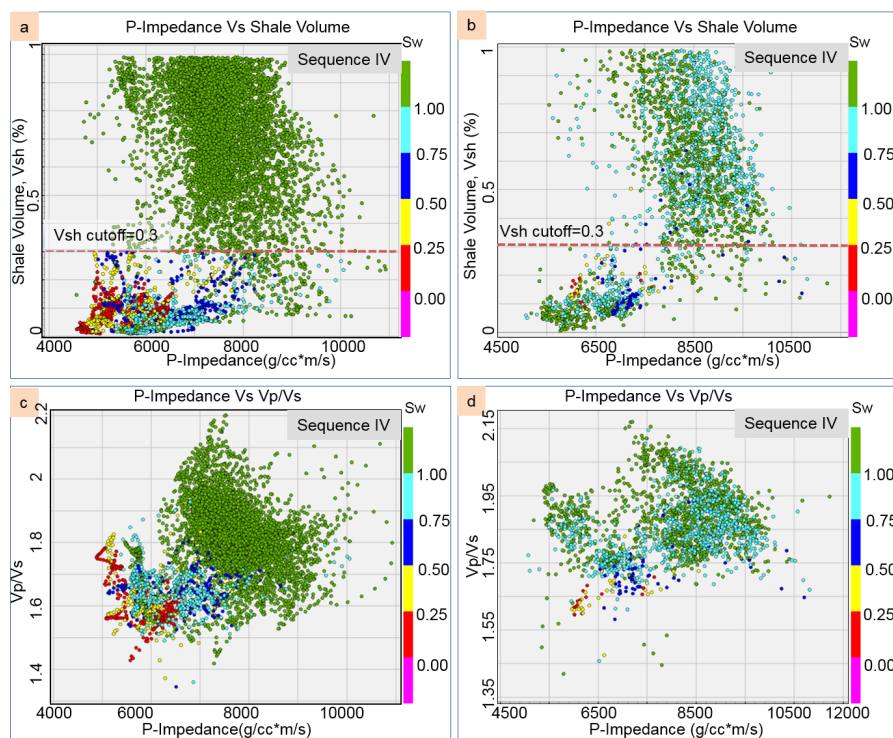 a
P-Impedance Vs Shale Volume
Sw
Sequence IV
1
0.5
0
Shale Volume, Vsh (%)
Vsh cutoff=0.3
1.00
0.75
0.50
0.25
0.00
4000
6000
8000
10000
P-Impedance(g/cc*m/s)
b
P-Impedance Vs Shale Volume
Sw
Sequence IV
1
0.5
0
Shale Volume, Vsh (%)
Vsh cutoff=0.3
1.00
0.75
0.50
0.25
0.00
4500
6500
8500
10500
P-Impedance (g/cc*m/s)
c
P-Impedance Vs Vp/Vs
Sw
Sequence IV
2.2
2
1.8
1.6
1.4
Vp/Vs
1.00
0.75
0.50
0.25
0.00
4000
6000
8000
10000
P-Impedance(g/cc*m/s)
d
P-Impedance Vs Vp/Vs
Sw
Sequence IV
2.15
1.95
1.75
1.55
1.35
Vp/Vs
1.00
0.75
0.50
0.25
0.00
4500
6500
8500
10500
12000
P-Impedance (g/cc*m/s)